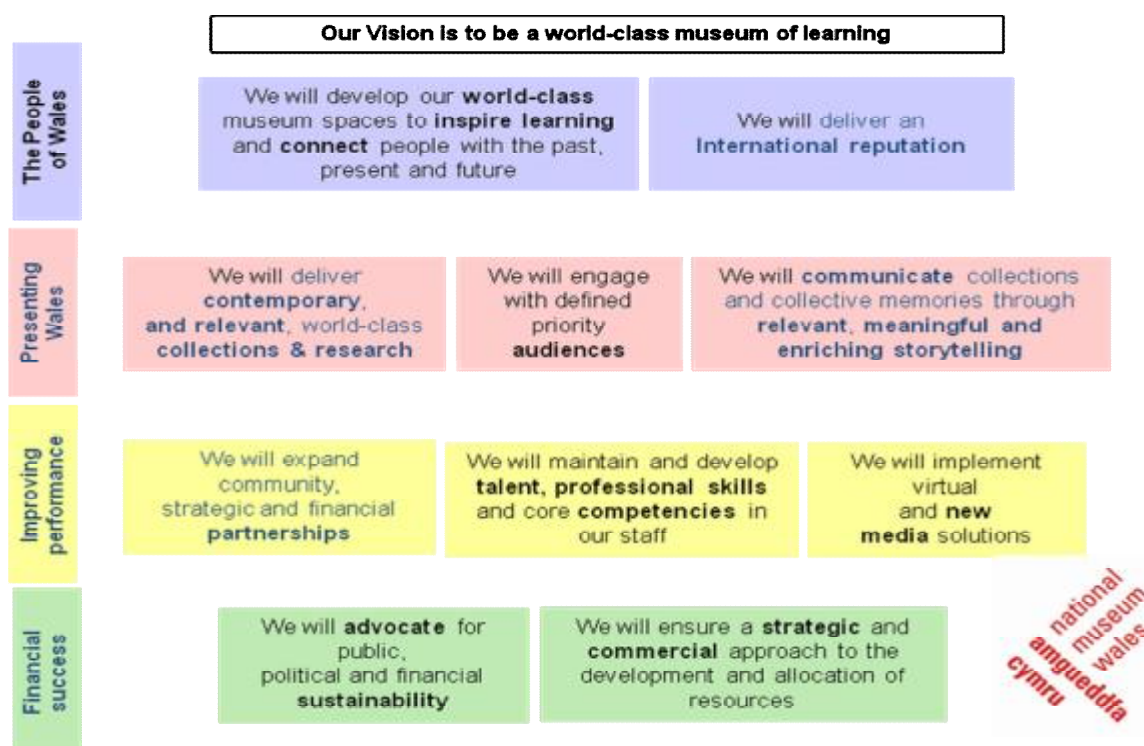 Our Vision is to be a world-class museum of learning
The People
of Wales
We will develop our world-class
museum spaces to inspire learning
and connect people with the past,
present and future
We will deliver an
International reputation
Presenting
Wales
We will deliver
contemporary,
and relevant, world-class
collections & research
We will engage
with defined
priority
audiences
We will communicate collections
and collective memories through
relevant, meaningful and
enriching storytelling
Improving
performance
We will expand
community,
strategic and financial
partnerships
We will maintain and develop
talent, professional skills
and core competencies in
our staff
We will implement
virtual
and new
media solutions
Financial
success
We will advocate for
public,
political and financial
sustainability
We will ensure a strategic and
commercial approach to the
development and allocation of
resources
national
museum
wales
amgueddfa
cymru